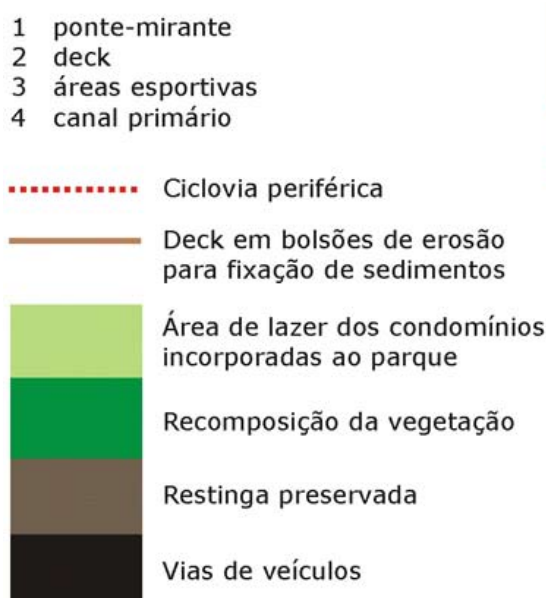 1 ponte-mirante
2 deck
3 áreas esportivas
4 canal primário
Ciclovia periférica
Deck em bolsões de erosão
para fixação de sedimentos
Área de lazer dos condomínios
incorporadas ao parque
Recomposição da vegetação
Restinga preservada
Vias de veículos